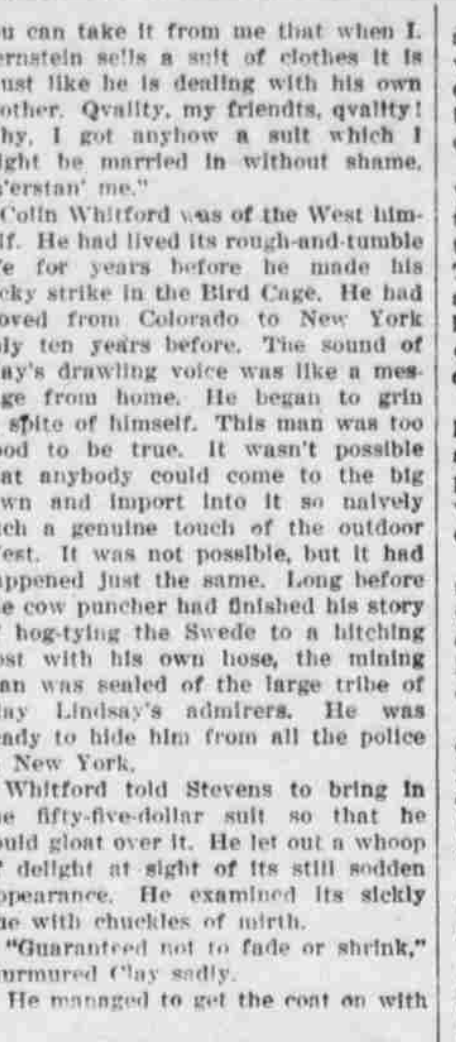 u can take it from me that when I.
ernstein sells a suit of clothes it is
ust like he is dealing with his own
other. Qvality, my friendts, qvality!
hy, I got anyhow a suit which I
ight be married in without shame,
'erstan' me."
Colin Whitford was of the West him-
lf. He had lived its rough-and-tumble
e for years before he made his
cky strike in the Bird Cage. He had
oved from Colorado to New York
ly ten years before. The sound of
ay's drawling voice was like a mes-
ge from home. He began to grin
spite of himself. This man was too
ood to be true. It wasn't possible
at anybody could come to the big
wn and import into it so naively
ch a genuine touch of the outdoor
est. It was not possible, but it had
appened just the same. Long before
e cow puncher had finished his story
hog-tying the Swede to a hitching
ost with his own hose, the mining
an was sealed of the large tribe of
ay Lindsay's admirers. He was
eady to hide him from all the police
New York.
Whitford told Stevens to bring in
e fifty-five-dollar suit so that he
ould gloat over it. He let out a whoop
f delight at sight of its still sodden
ppearance. He examined its sickly
ue with chuckles of mirth.
"Guaranteed not to fade or shrink,"
urmured Clay sadly.
He managed to get the coat on with